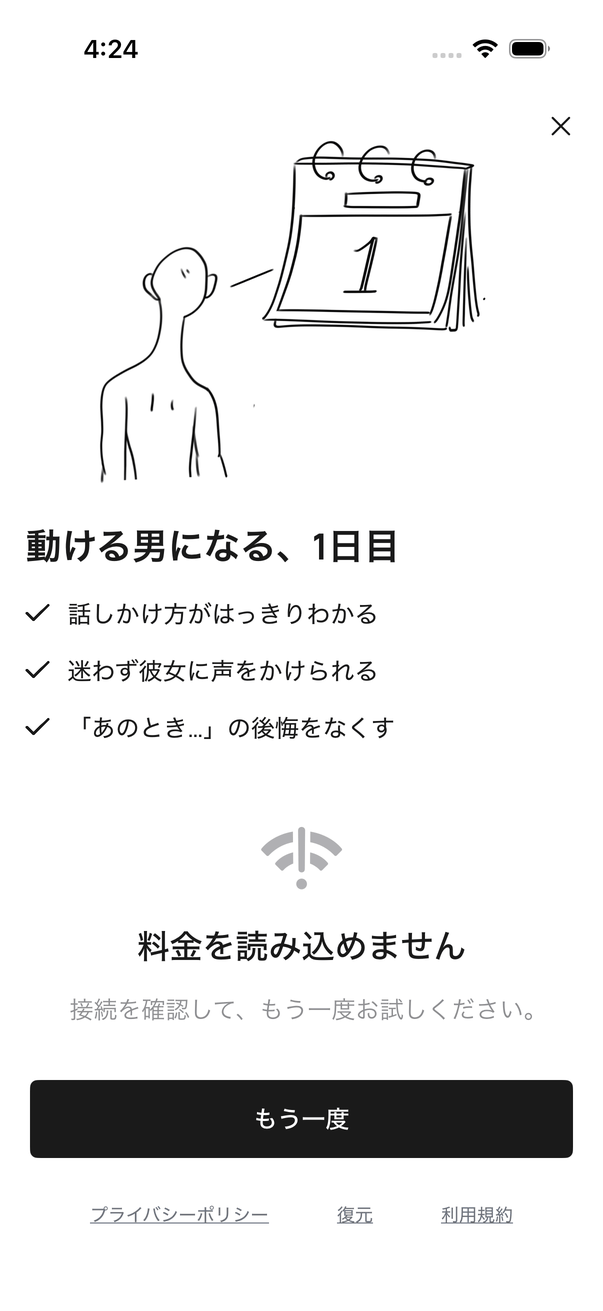 4:24
1
動ける男になる、1日目
話しかけ方がはっきりわかる
迷わず彼女に声をかけられる
「あのとき...」の後悔をなくす
料金を読み込めません
接続を確認して、もう一度お試しください。
もう一度
プライバシーポリシー 復元 利用規約